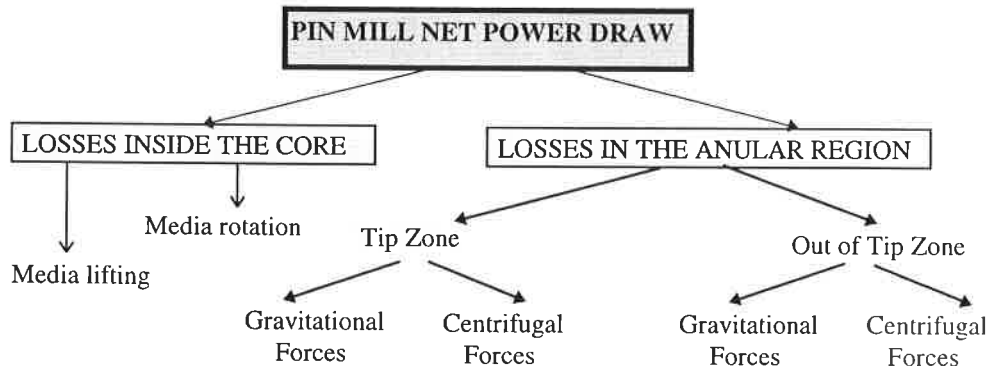 PIN MILL NET POWER DRAW
LOSSES INSIDE THE CORE
LOSSES IN THE ANULAR REGION
Media rotation
Media lifting
Tip Zone
Out of Tip Zone
Gravitational
Forces
Centrifugal
Forces
Gravitational
Forces
Centrifugal
Forces